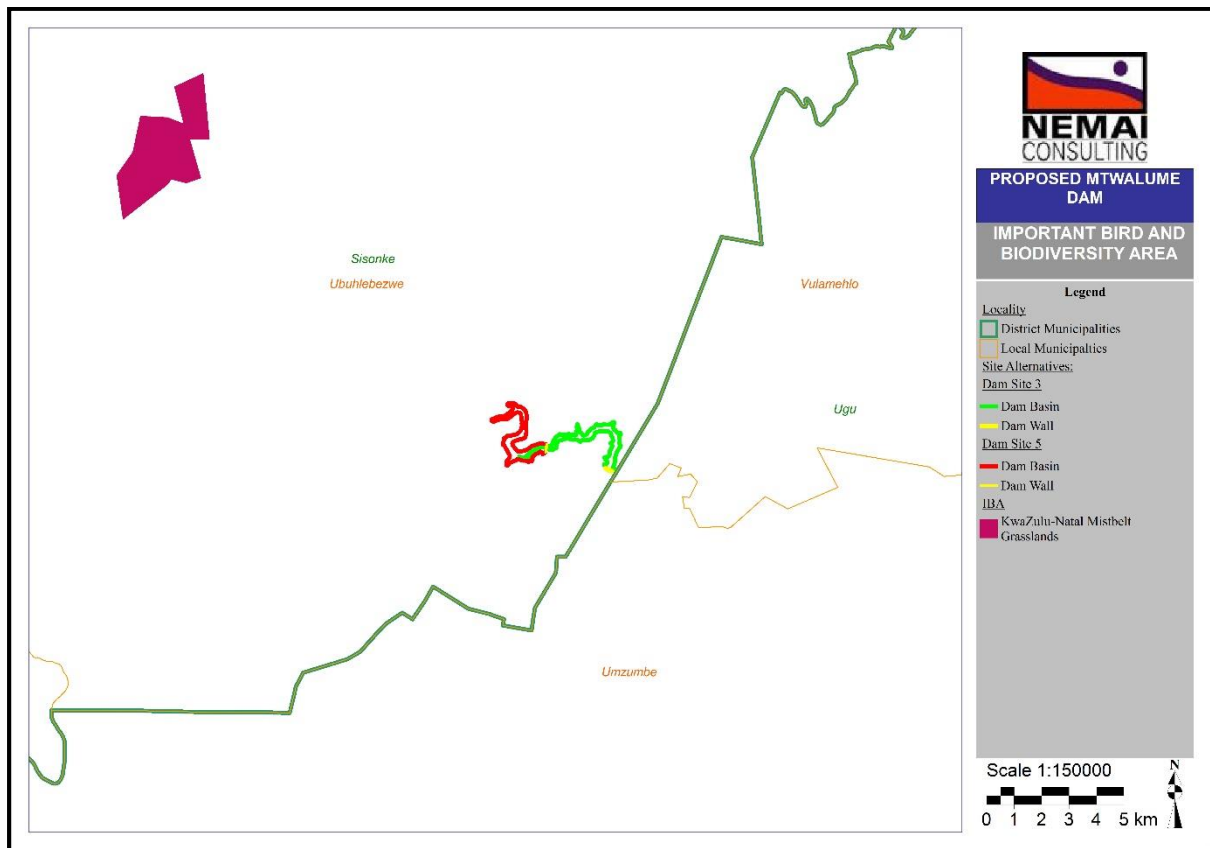 Sisonke
Ubuhlebezwe
Vulamehlo
Ugu
Umzumbe
NEMAI
CONSULTING
PROPOSED MTWALUME
DAM
IMPORTANT BIRD AND
BIODIVERSITY AREA
Legend
Locality
District Municipalities
Local Municipalties
Site Alternatives:
Dam Site 3
Dam Basin
Dam Wall
Dam Site 5
Dam Basin
Dam Wall
IBA
KwaZulu-Natal Mistbelt
Grasslands
Scale 1:150000
N
0 1 2 3 4 5 km